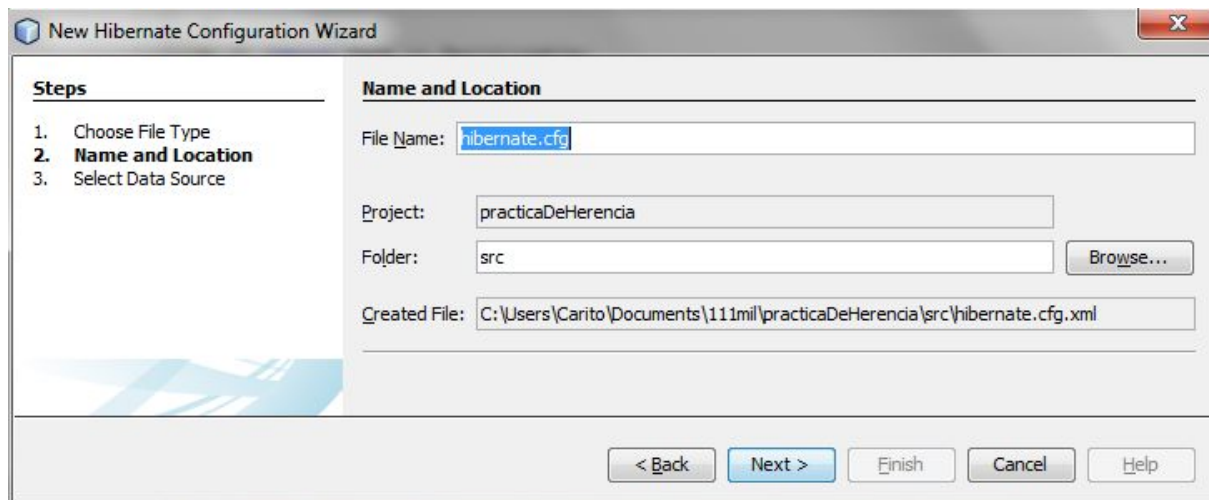 New Hibernate Configuration Wizard
X
Steps
1. Choose File Type
2. Name and Location
3. Select Data Source
Name and Location
File Name: hibernate.cfg
Project: practicaDeHerencia
Folder: src
Browse...
Created File: C:\Users\Carito\Documents\111mil\practicaDeHerencia\src\hibernate.cfg.xml
< Back
Next >
Finish
Cancel
Help